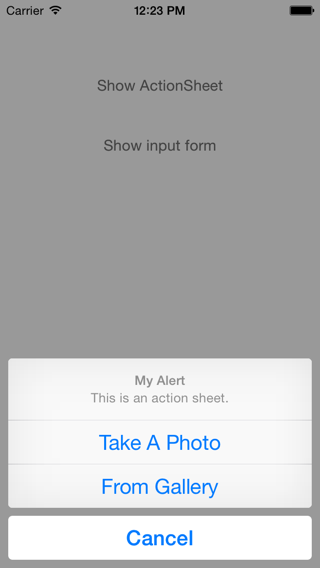 Carrier 12:23 PM
Show ActionSheet
Show input form
My Alert
This is an action sheet.
Take A Photo
From Gallery
Cancel